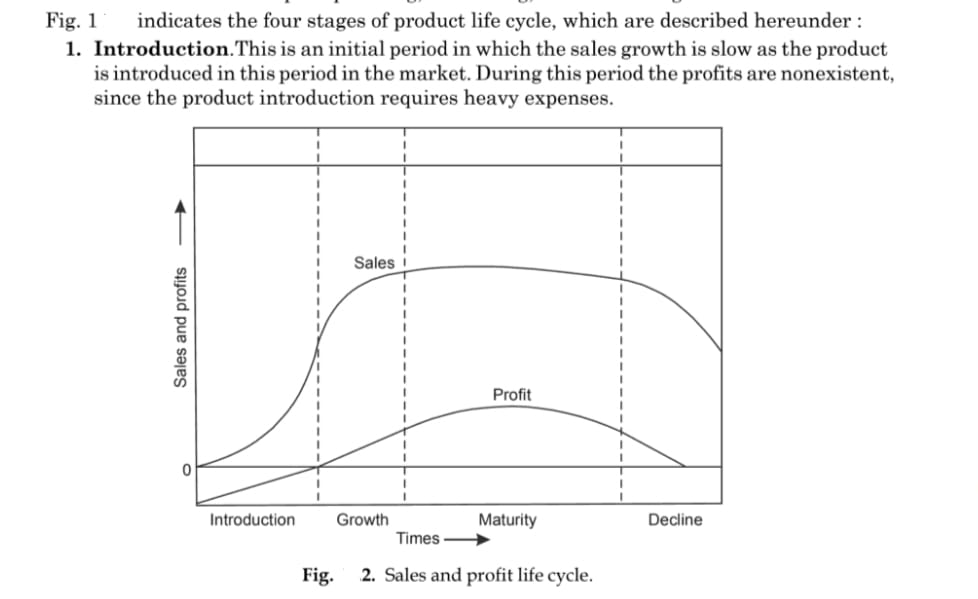 Fig. 1 indicates the four stages of product life cycle, which are described hereunder :
1. Introduction.This is an initial period in which the sales growth is slow as the product
is introduced in this period in the market. During this period the profits are nonexistent,
since the product introduction requires heavy expenses.
Sales
Sales and profits
Profit
0
Introduction Growth Maturity Decline
Times
Fig. 2. Sales and profit life cycle.